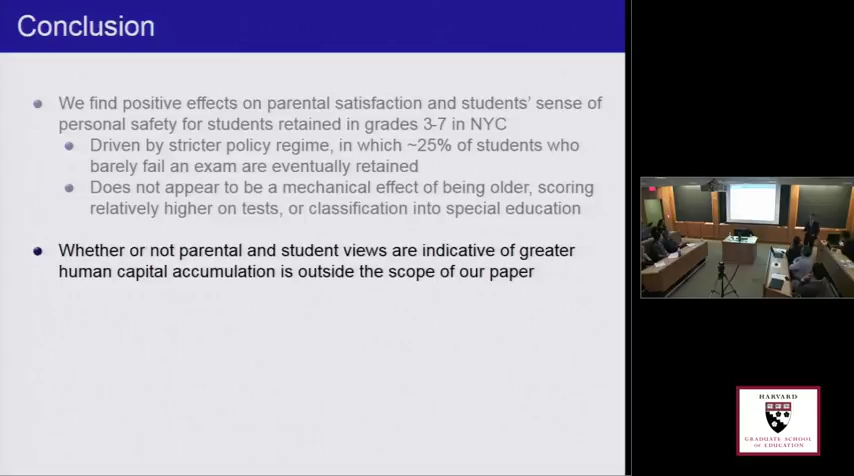 Conclusion
We find positive effects on parental satisfaction and students' sense of
personal safety for students retained in grades 3-7 in NYC
Driven by stricter policy regime, in which ~25% of students who
barely fail an exam are eventually retained
Does not appear to be a mechanical effect of being older, scoring
relatively higher on tests, or classification into special education
Whether or not parental and student views are indicative of greater
human capital accumulation is outside the scope of our paper
HARVARD
GRADUATE SCHOOL
OF EDUCATION